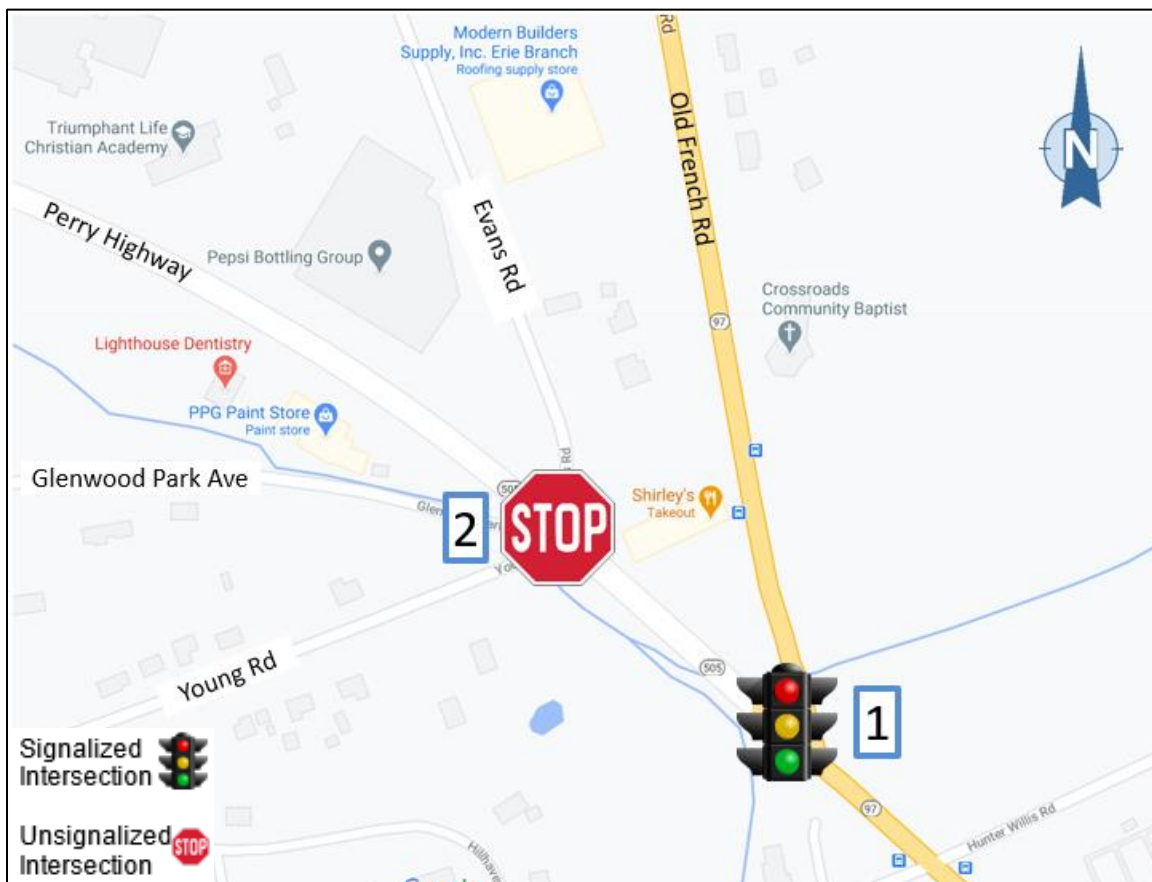 Modern Builders
Supply, Inc. Erie Branch
Roofing supply store
Rd
Old French Rd
N
Triumphant Life
Christian Academy
Perry Highway
Evans Rd
Pepsi Bottling Group
Crossroads
Community Baptist
97
Lighthouse Dentistry
PPG Paint Store
Paint store
Rd
Glenwood Park Ave
Shirley's
Takeout
2
STOP
505
Young Rd
1
Signalized
Intersection
97
Hunter Willis Rd
Unsignalized
Intersection
STOP